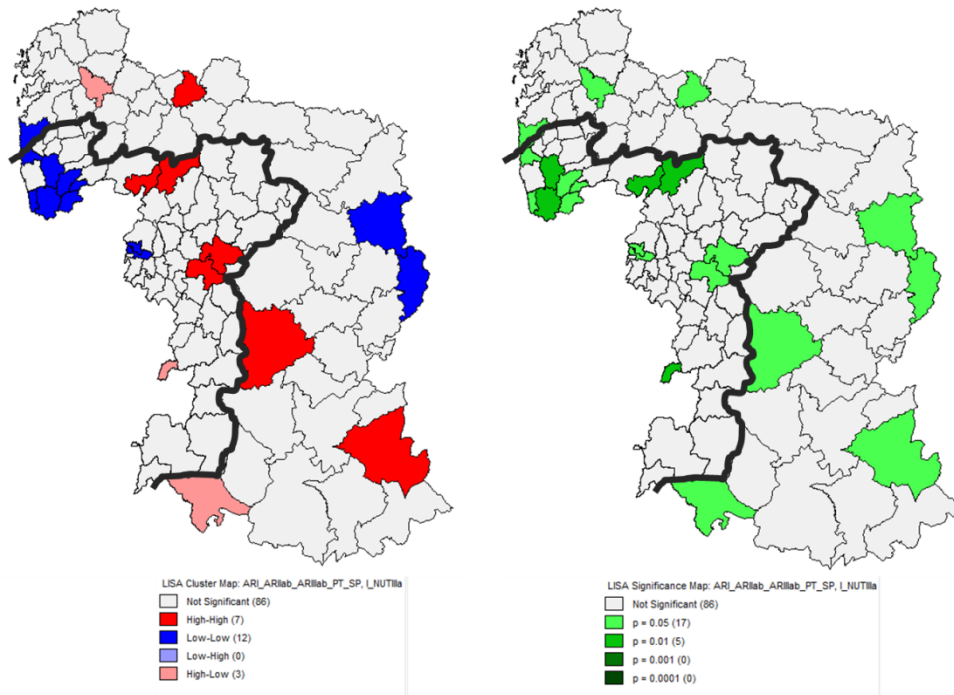 LISA Cluster Map: ARI_ARIIab_ARIIIab_PT_SP, I_NUTIIIa
Not Significant (86)
High-High (7)
Low-Low (12)
Low-High (0)
High-Low (3)
LISA Significance Map: ARI_ARIIab_ARIIIab_PT_SP, I_NUTIIIa
Not Significant (86)
p = 0.05 (17)
p = 0.01 (5)
p = 0.001 (0)
p = 0.0001 (0)